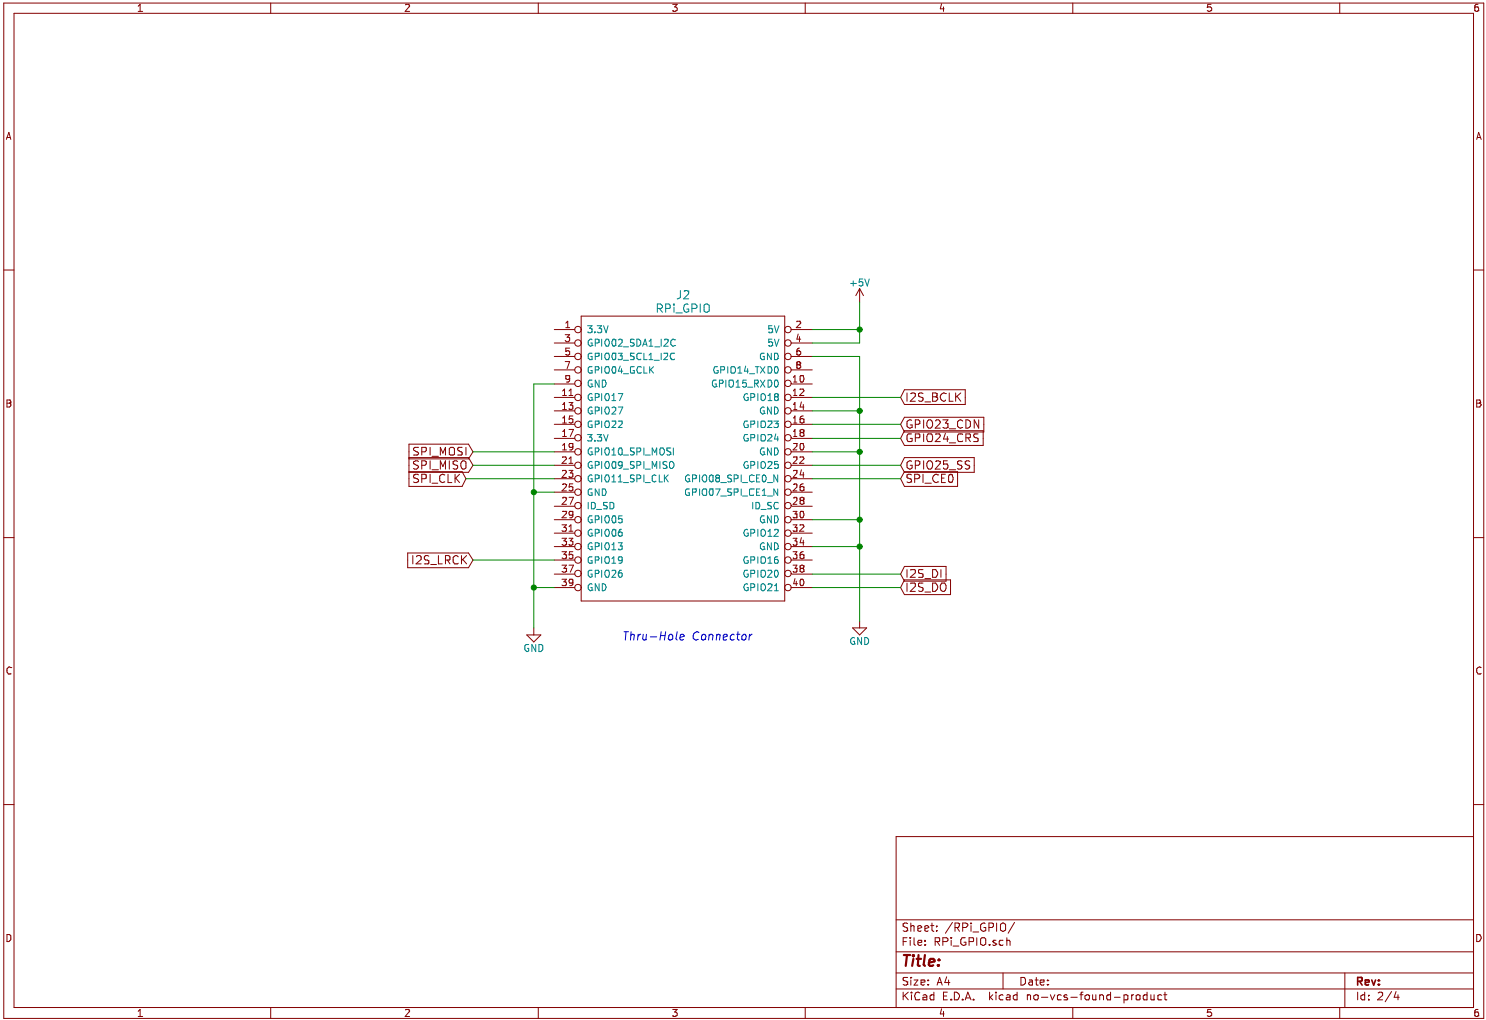 1 2 3 4 5 6
A A
B B
C C
D D
+5V
J2
RPi_GPIO
1 3.3V 5V 2
3 GPIO02_SDA1_I2C 5V 4
5 GPIO03_SCL1_I2C GND 6
7 GPIO04_GCLK GPIO14_TXD0 8
9 GND GPIO15_RXD0 10
11 GPIO17 GPIO18 12 I2S_BCLK
13 GPIO27 GND 14
15 GPIO22 GPIO23 16 GPIO23_CDN
17 3.3V GPIO24 18 GPIO24_CRS
SPI_MOSI 19 GPIO10_SPI_MOSI GND 20
SPI_MISO 21 GPIO09_SPI_MISO GPIO25 22 GPIO25_SS
SPI_CLK 23 GPIO11_SPI_CLK GPIO08_SPI_CE0_N 24 SPI_CE0
25 GND GPIO07_SPI_CE1_N 26
27 ID_SD ID_SC 28
29 GPIO05 GND 30
31 GPIO06 GPIO12 32
33 GPIO13 GND 34
I2S_LRCK 35 GPIO19 GPIO16 36
37 GPIO26 GPIO20 38 I2S_DI
39 GND GPIO21 40 I2S_DO
Thru-Hole Connector
GND GND
Sheet: /RPi_GPIO/
File: RPi_GPIO.sch
Title:
Size: A4 Date: Rev:
KiCad E.D.A. kicad no-vcs-found-product Id: 2/4
1 2 3 4 5 6